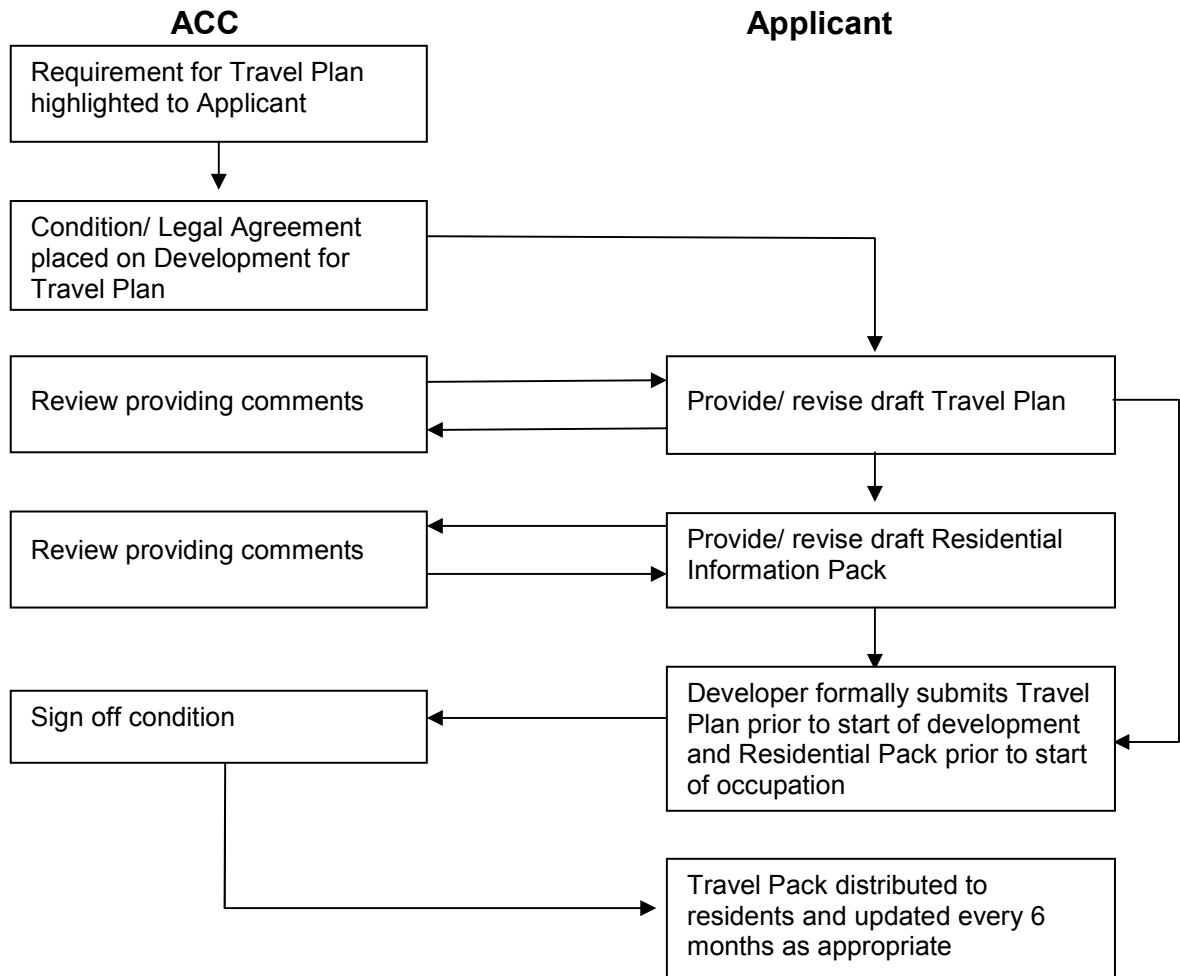 ACC
Applicant
Requirement for Travel Plan
highlighted to Applicant
Condition/ Legal Agreement
placed on Development for
Travel Plan
Review providing comments
Provide/ revise draft Travel Plan
Review providing comments
Provide/ revise draft Residential
Information Pack
Sign off condition
Developer formally submits Travel
Plan prior to start of development
and Residential Pack prior to start
of occupation
Travel Pack distributed to
residents and updated every 6
months as appropriate